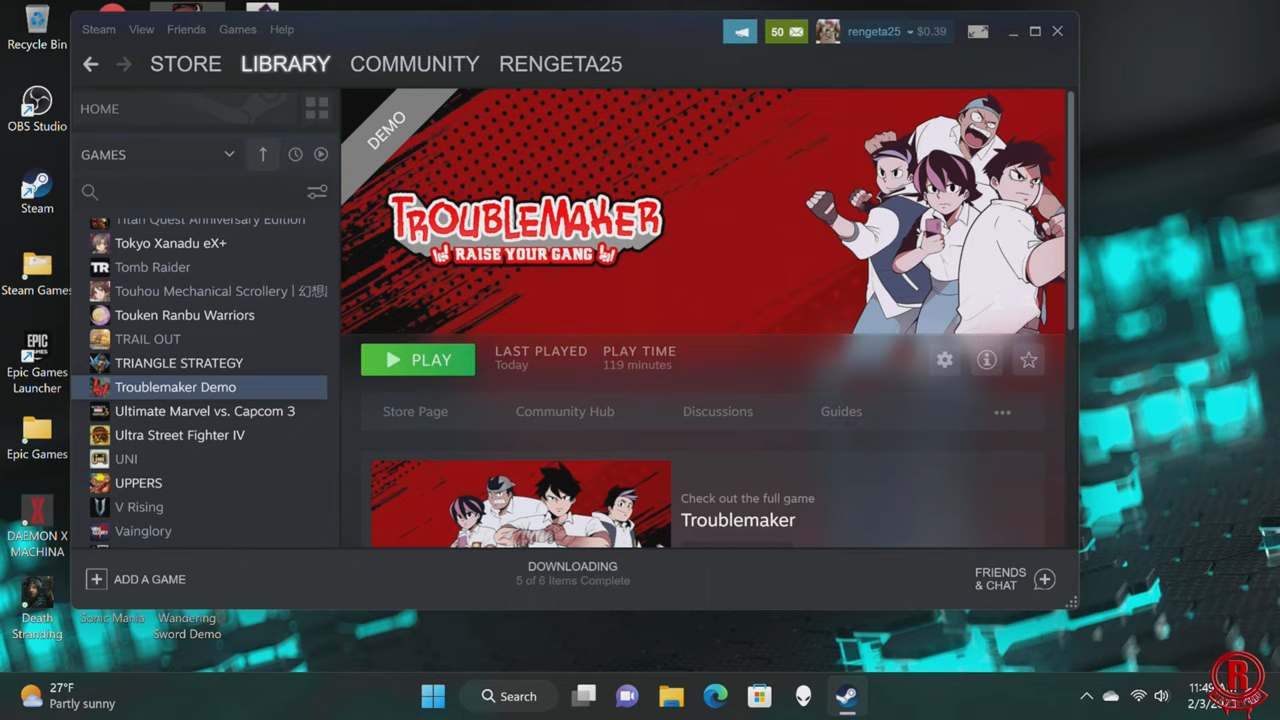 Recycle Bin
OBS Studio
Steam
Steam Games
EPIC GAMES
Epic Games Launcher
Epic Games
DAEMON X MACHINA
Death Stranding
Sonic Mania
Wandering Sword Demo
Steam View Friends Games Help
50
rengeta25 $0.39
STORE LIBRARY COMMUNITY RENGETA25
HOME
GAMES
Titan Quest Anniversary Edition
Tokyo Xanadu eX+
TR Tomb Raider
Touhou Mechanical Scrollery | 幻想
Touken Ranbu Warriors
TRAIL OUT
TRIANGLE STRATEGY
Troublemaker Demo
Ultimate Marvel vs. Capcom 3
Ultra Street Fighter IV
UNI
UPPERS
V Rising
Vainglory
DEMO
TROUBLEMAKER
RAISE YOUR GANG
PLAY
LAST PLAYED
Today
PLAY TIME
119 minutes
Store Page Community Hub Discussions Guides
Check out the full game
Troublemaker
ADD A GAME
DOWNLOADING
5 of 6 Items Complete
FRIENDS
& CHAT
27°F
Partly sunny
Search
11:49
R